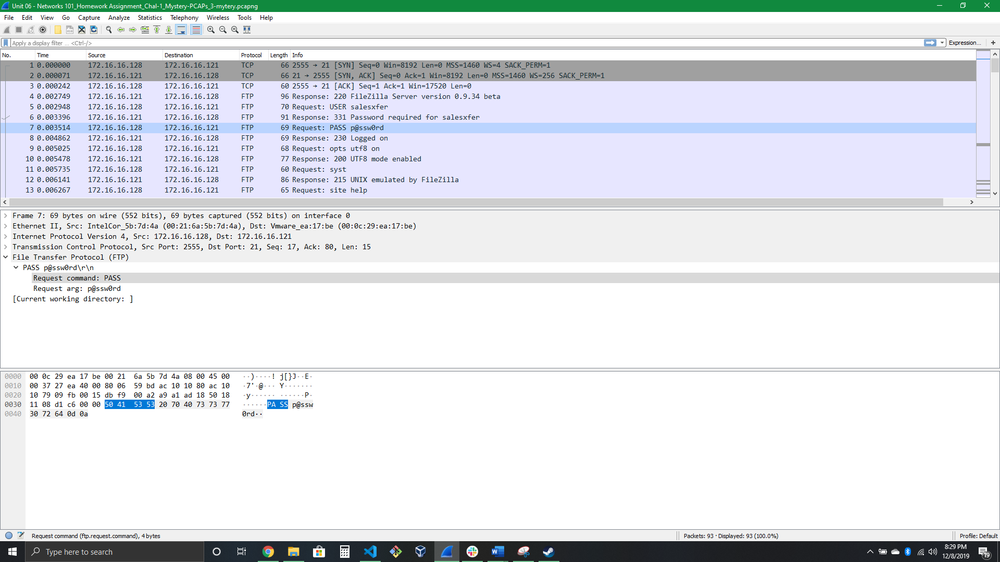 Unit 06 - Networks 101_Homework Assignment_Chal-1_Mystery-PCAPs_3-mytery.pcapng
File Edit View Go Capture Analyze Statistics Telephony Wireless Tools Help
Apply a display filter ... <Ctrl-/> Expression... +
No. Time Source Destination Protocol Length Info
1 0.000000 172.16.16.128 172.16.16.121 TCP 66 2555 → 21 [SYN] Seq=0 Win=8192 Len=0 MSS=1460 WS=4 SACK_PERM=1
2 0.000071 172.16.16.121 172.16.16.128 TCP 66 21 → 2555 [SYN, ACK] Seq=0 Ack=1 Win=8192 Len=0 MSS=1460 WS=256 SACK_PERM=1
3 0.000242 172.16.16.128 172.16.16.121 TCP 60 2555 → 21 [ACK] Seq=1 Ack=1 Win=17520 Len=0
4 0.002749 172.16.16.121 172.16.16.128 FTP 96 Response: 220 FileZilla Server version 0.9.34 beta
5 0.002948 172.16.16.128 172.16.16.121 FTP 70 Request: USER salesxfer
6 0.003396 172.16.16.121 172.16.16.128 FTP 91 Response: 331 Password required for salesxfer
7 0.003514 172.16.16.128 172.16.16.121 FTP 69 Request: PASS p@ssw0rd
8 0.004862 172.16.16.121 172.16.16.128 FTP 69 Response: 230 Logged on
9 0.005025 172.16.16.128 172.16.16.121 FTP 68 Request: opts utf8 on
10 0.005478 172.16.16.121 172.16.16.128 FTP 77 Response: 200 UTF8 mode enabled
11 0.005735 172.16.16.128 172.16.16.121 FTP 60 Request: syst
12 0.006141 172.16.16.121 172.16.16.128 FTP 86 Response: 215 UNIX emulated by FileZilla
13 0.006267 172.16.16.128 172.16.16.121 FTP 65 Request: site help
Frame 7: 69 bytes on wire (552 bits), 69 bytes captured (552 bits) on interface 0
Ethernet II, Src: IntelCor_5b:7d:4a (00:21:6a:5b:7d:4a), Dst: Vmware_ea:17:be (00:0c:29:ea:17:be)
Internet Protocol Version 4, Src: 172.16.16.128, Dst: 172.16.16.121
Transmission Control Protocol, Src Port: 2555, Dst Port: 21, Seq: 17, Ack: 80, Len: 15
File Transfer Protocol (FTP)
PASS p@ssw0rd\r\n
Request command: PASS
Request arg: p@ssw0rd
[Current working directory: ]
0000 00 0c 29 ea 17 be 00 21 6a 5b 7d 4a 08 00 45 00 ··)····! j[}J··E·
0010 00 37 27 ea 40 00 80 06 59 bd ac 10 10 80 ac 10 ·7'·@··· Y·······
0020 10 79 09 fb 00 15 db f9 00 a2 a9 a1 ad 18 50 18 ·y······ ······P·
0030 11 08 d1 c6 00 00 50 41 53 53 20 70 40 73 73 77 ······PA SS p@ssw
0040 30 72 64 0d 0a 0rd··
Request command (ftp.request.command), 4 bytes Packets: 93 · Displayed: 93 (100.0%) Profile: Default
Type here to search
8:29 PM
12/8/2019
19